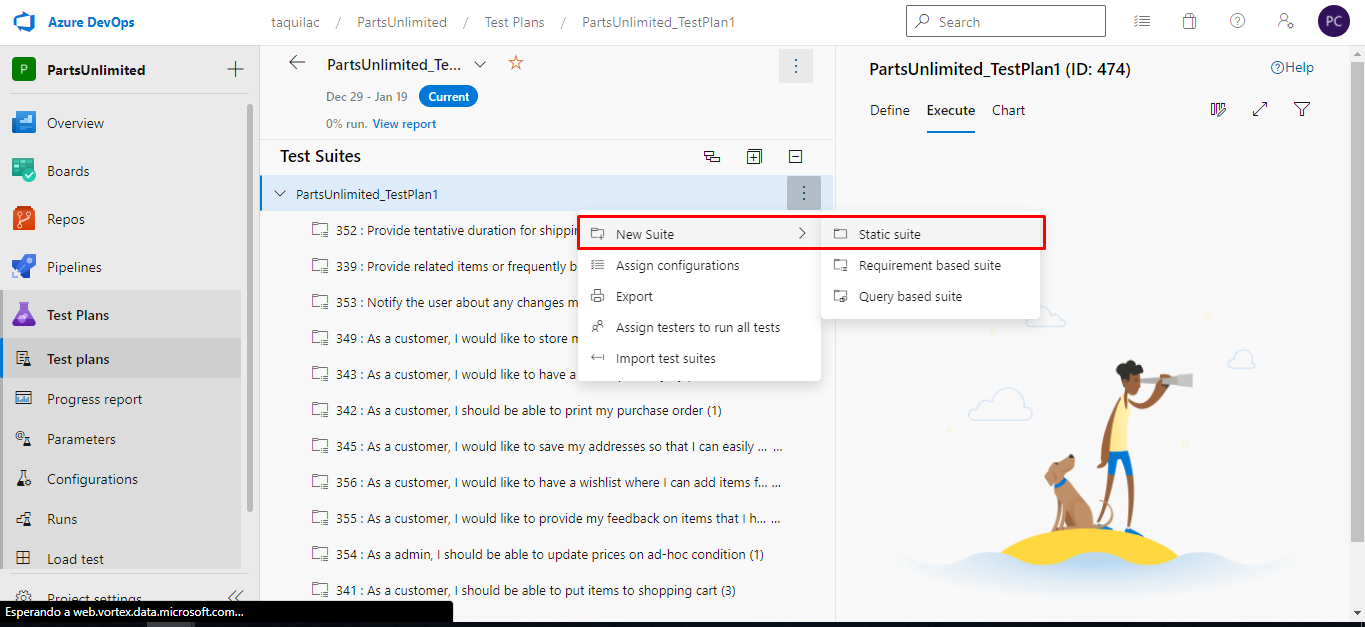 Azure DevOps
taquilac / PartsUnlimited / Test Plans / PartsUnlimited_TestPlan1
Search
PC
P PartsUnlimited
Overview
Boards
Repos
Pipelines
Test Plans
Test plans
Progress report
Parameters
Configurations
Runs
Load test
Project settings
Esperando a web.vortex.data.microsoft.com...
PartsUnlimited_Te...
Dec 29 - Jan 19 Current
0% run. View report
Test Suites
PartsUnlimited_TestPlan1
352 : Provide tentative duration for shippin
339 : Provide related items or frequently b
353 : Notify the user about any changes m
349 : As a customer, I would like to store m
343 : As a customer, I would like to have a
342 : As a customer, I should be able to print my purchase order (1)
345 : As a customer, I would like to save my addresses so that I can easily ... ...
356 : As a customer, I would like to have a wishlist where I can add items f... ...
355 : As a customer, I would like to provide my feedback on items that I h... ...
354 : As a admin, I should be able to update prices on ad-hoc condition (1)
341 : As a customer, I should be able to put items to shopping cart (3)
New Suite
Assign configurations
Export
Assign testers to run all tests
Import test suites
Static suite
Requirement based suite
Query based suite
PartsUnlimited_TestPlan1 (ID: 474)
Help
Define Execute Chart